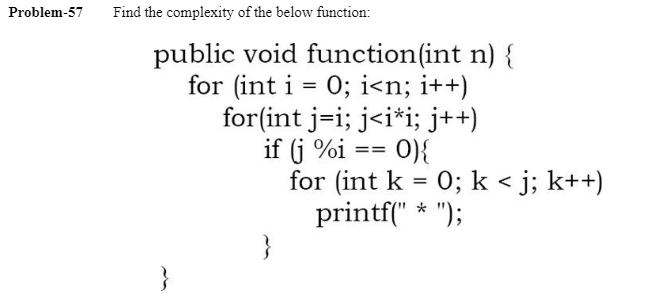 Problem-57 Find the complexity of the below function:
public void function(int n) {
for (int i = 0; i<n; i++)
for(int j=i; j<i*i; j++)
if (j %i == 0){
for (int k = 0; k < j; k++)
printf(" * ");
}
}